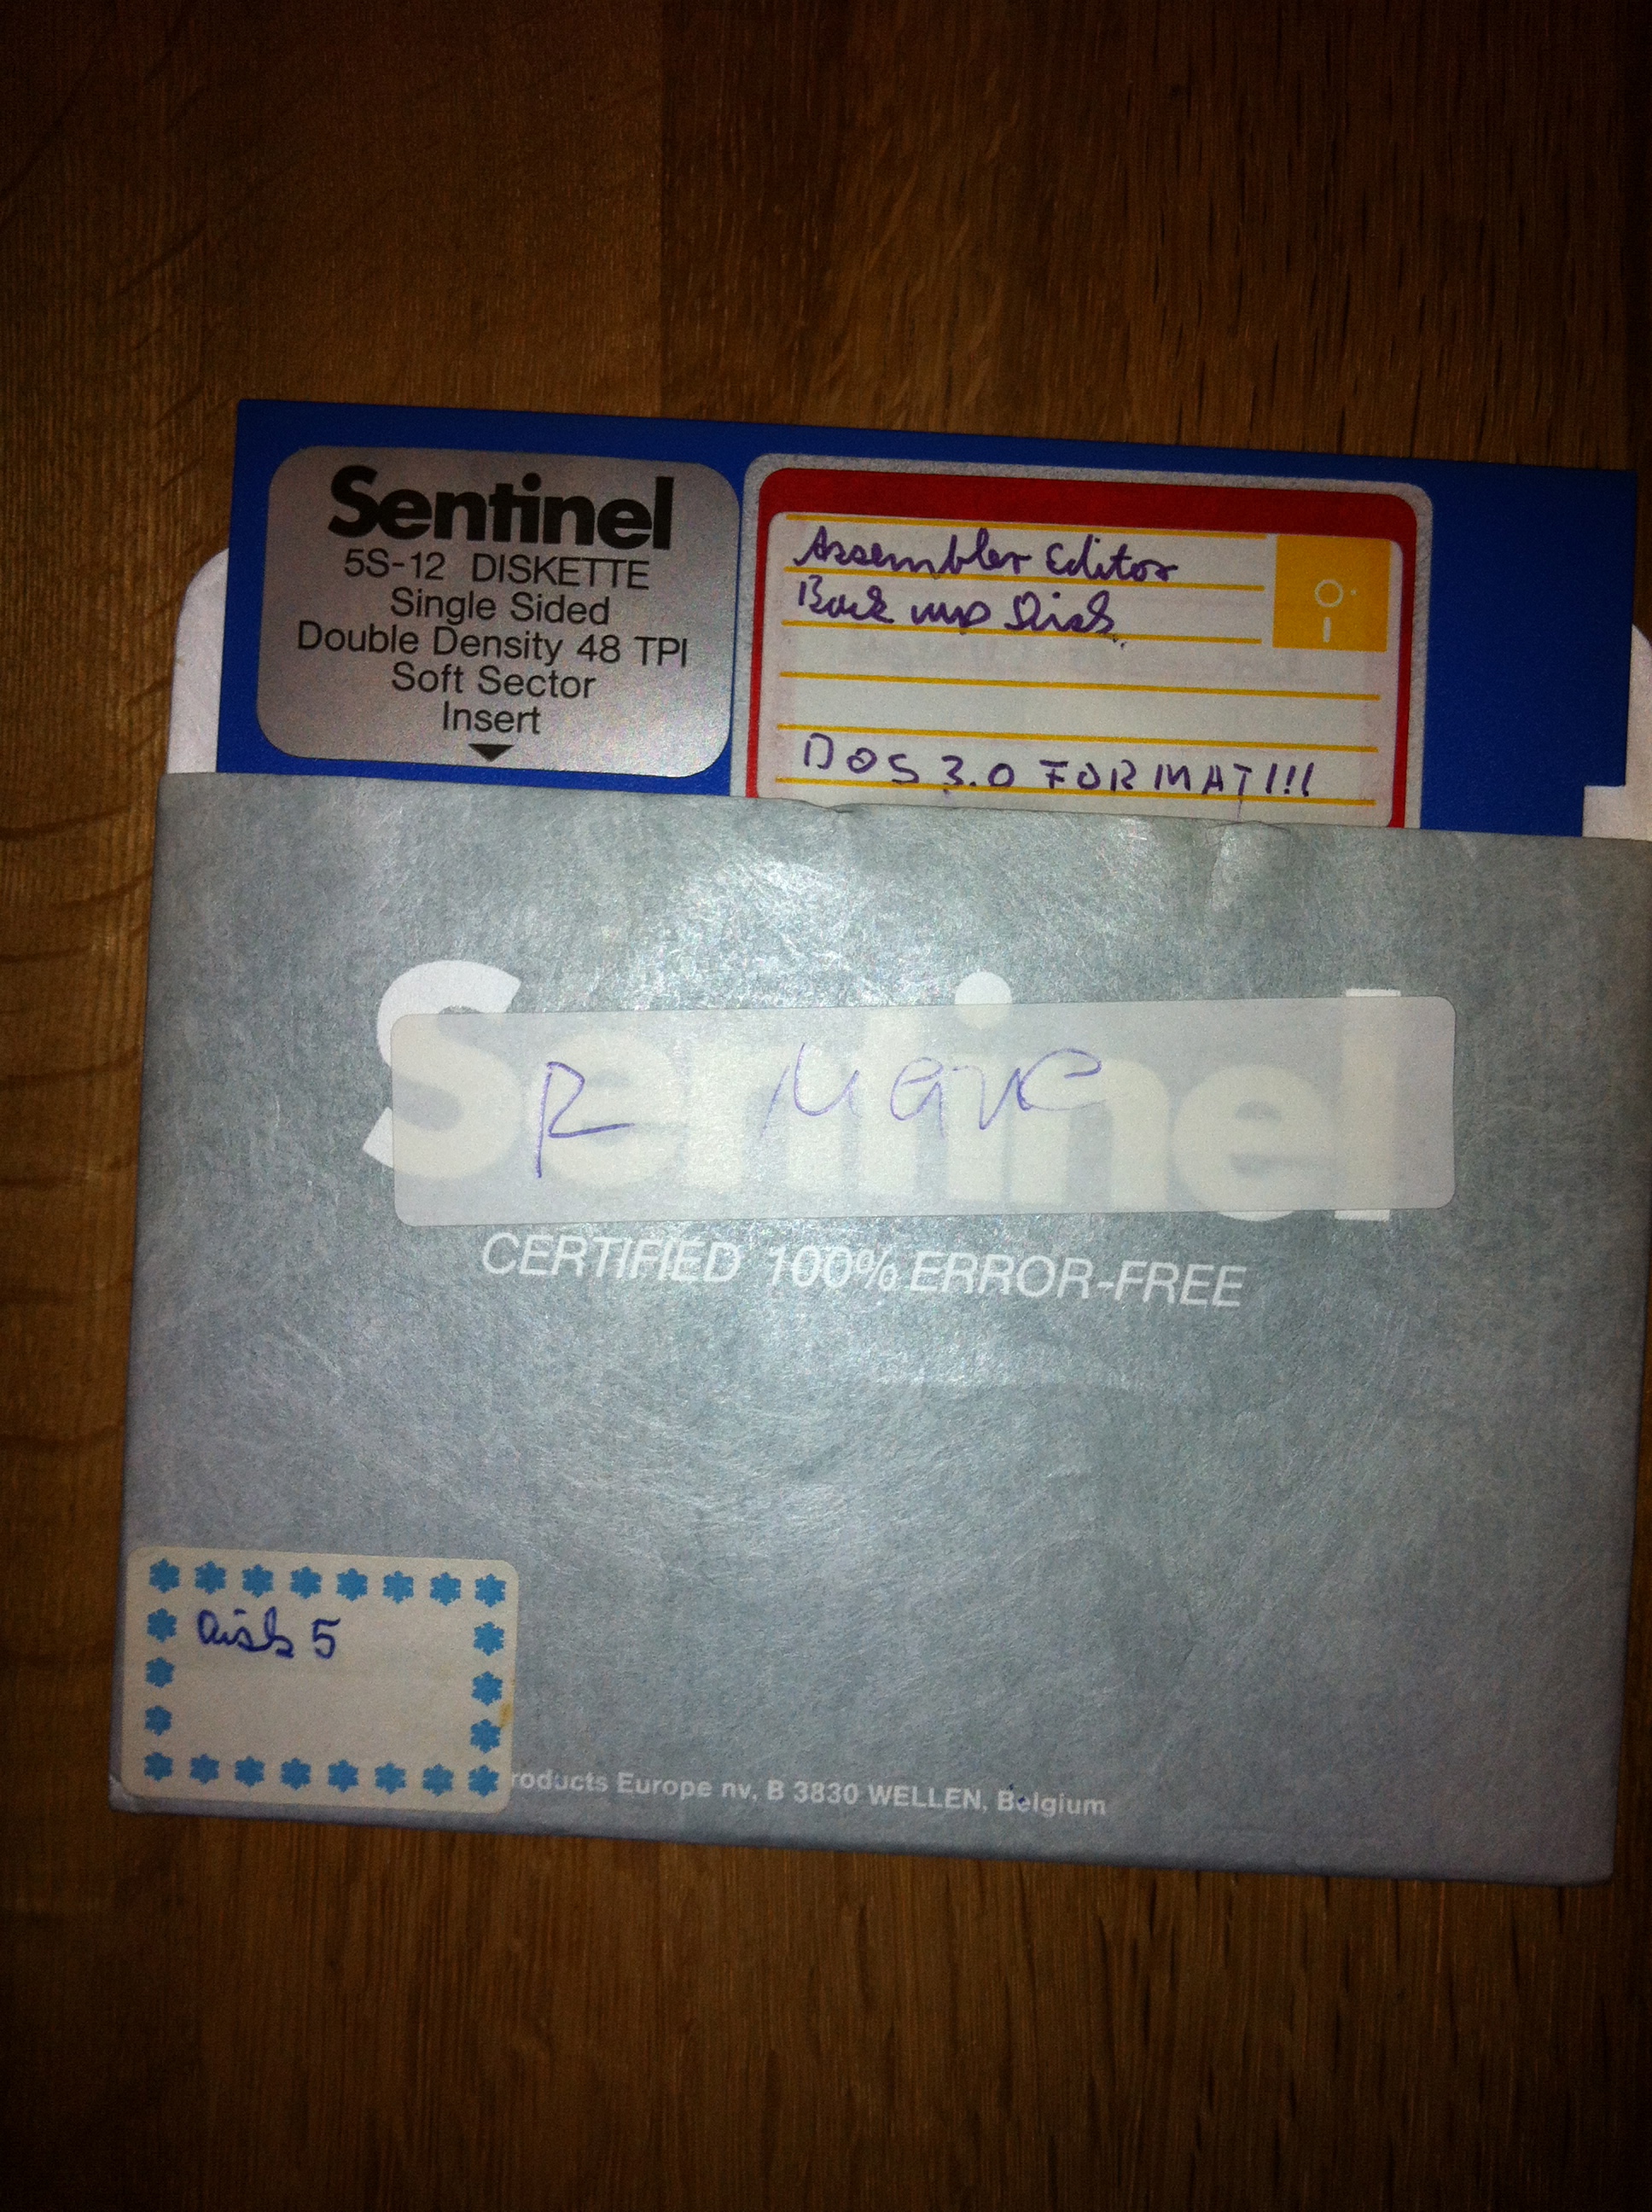 Sentinel
5S-12 DISKETTE
Single Sided
Double Density 48 TPI
Soft Sector
Insert
Assembler Editor
Back up Disk
DOS 3.0 FORMAT!!!
Sentinel
R
CERTIFIED 100% ERROR-FREE
Disk 5
roducts Europe nv, B 3830 WELLEN, Belgium